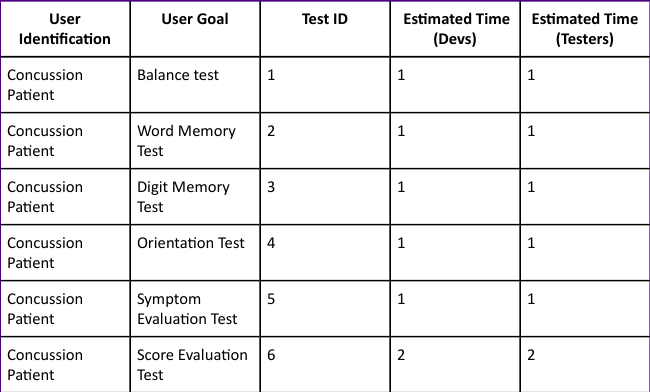 User Identification
User Goal
Test ID
Estimated Time (Devs)
Estimated Time (Testers)
Concussion Patient
Balance test
1
1
1
Concussion Patient
Word Memory Test
2
1
1
Concussion Patient
Digit Memory Test
3
1
1
Concussion Patient
Orientation Test
4
1
1
Concussion Patient
Symptom Evaluation Test
5
1
1
Concussion Patient
Score Evaluation Test
6
2
2